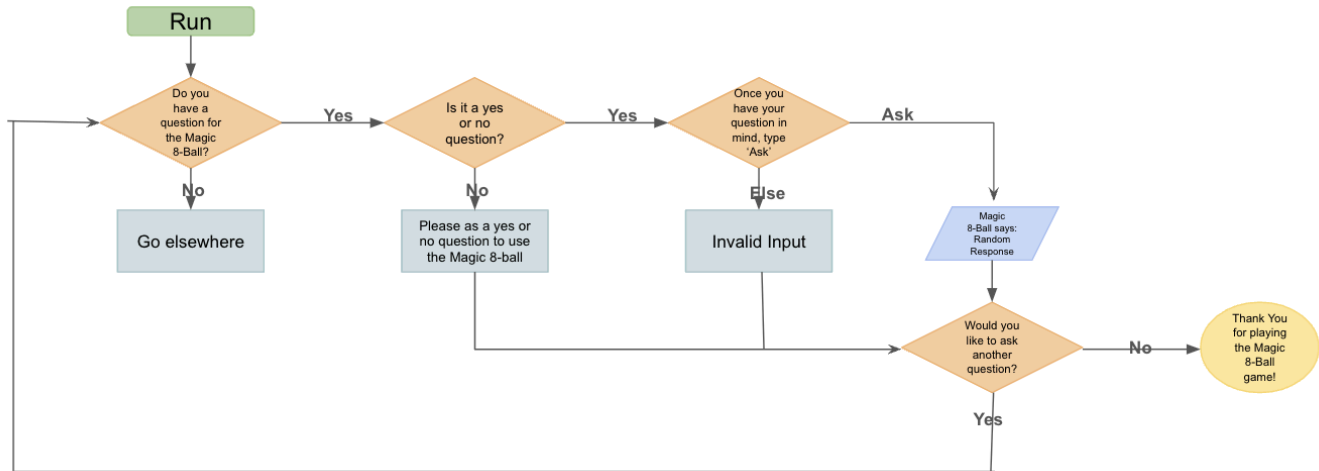 Run
Do you
have a
question for
the Magic
8-Ball?
Yes
Is it a yes
or no
question?
Yes
Once you
have your
question in
mind, type
‘Ask’
Ask
No
No
Else
Go elsewhere
Please as a yes or
no question to use
the Magic 8-ball
Invalid Input
Magic
8-Ball says:
Random
Response
Would you
like to ask
another
question?
No
Thank You
for playing
the Magic
8-Ball
game!
Yes